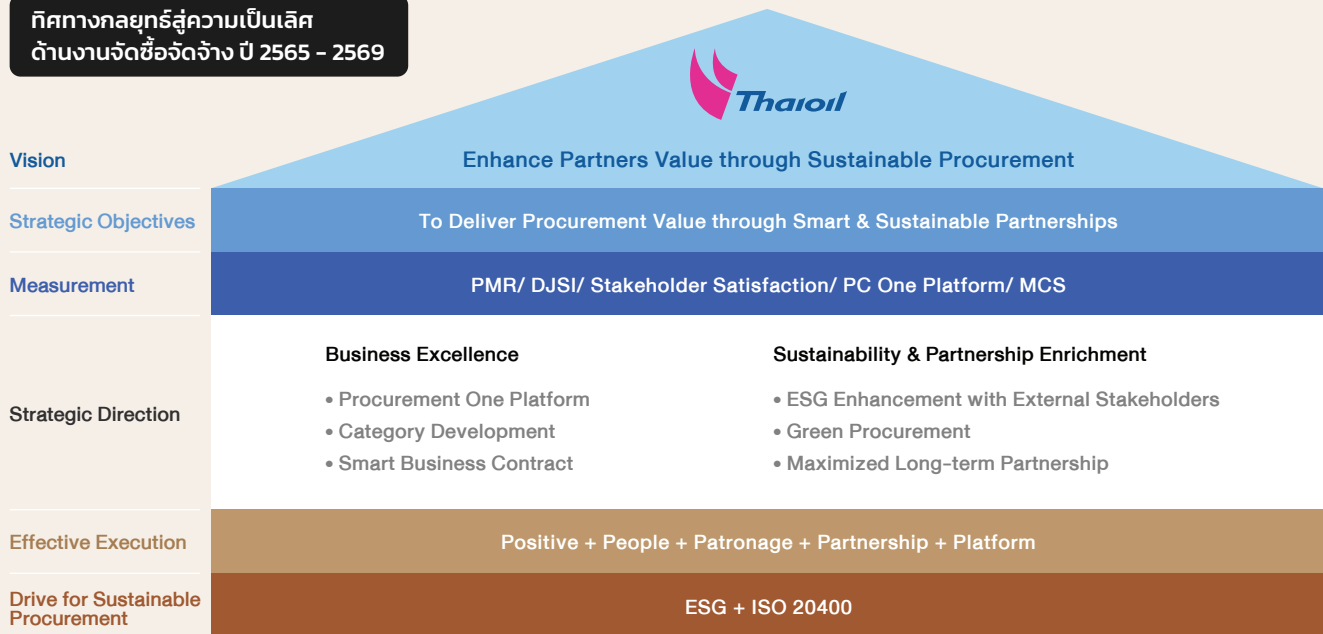 ทิศทางกลยุทธ์สู่ความเป็นเลิศ
ด้านงานจัดซื้อจัดจ้าง ปี 2565 - 2569
Thaioil
Vision
Enhance Partners Value through Sustainable Procurement
Strategic Objectives
To Deliver Procurement Value through Smart & Sustainable Partnerships
Measurement
PMR/ DJSI/ Stakeholder Satisfaction/ PC One Platform/ MCS
Strategic Direction
Business Excellence
• Procurement One Platform
• Category Development
• Smart Business Contract
Sustainability & Partnership Enrichment
• ESG Enhancement with External Stakeholders
• Green Procurement
• Maximized Long-term Partnership
Effective Execution
Positive + People + Patronage + Partnership + Platform
Drive for Sustainable
Procurement
ESG + ISO 20400